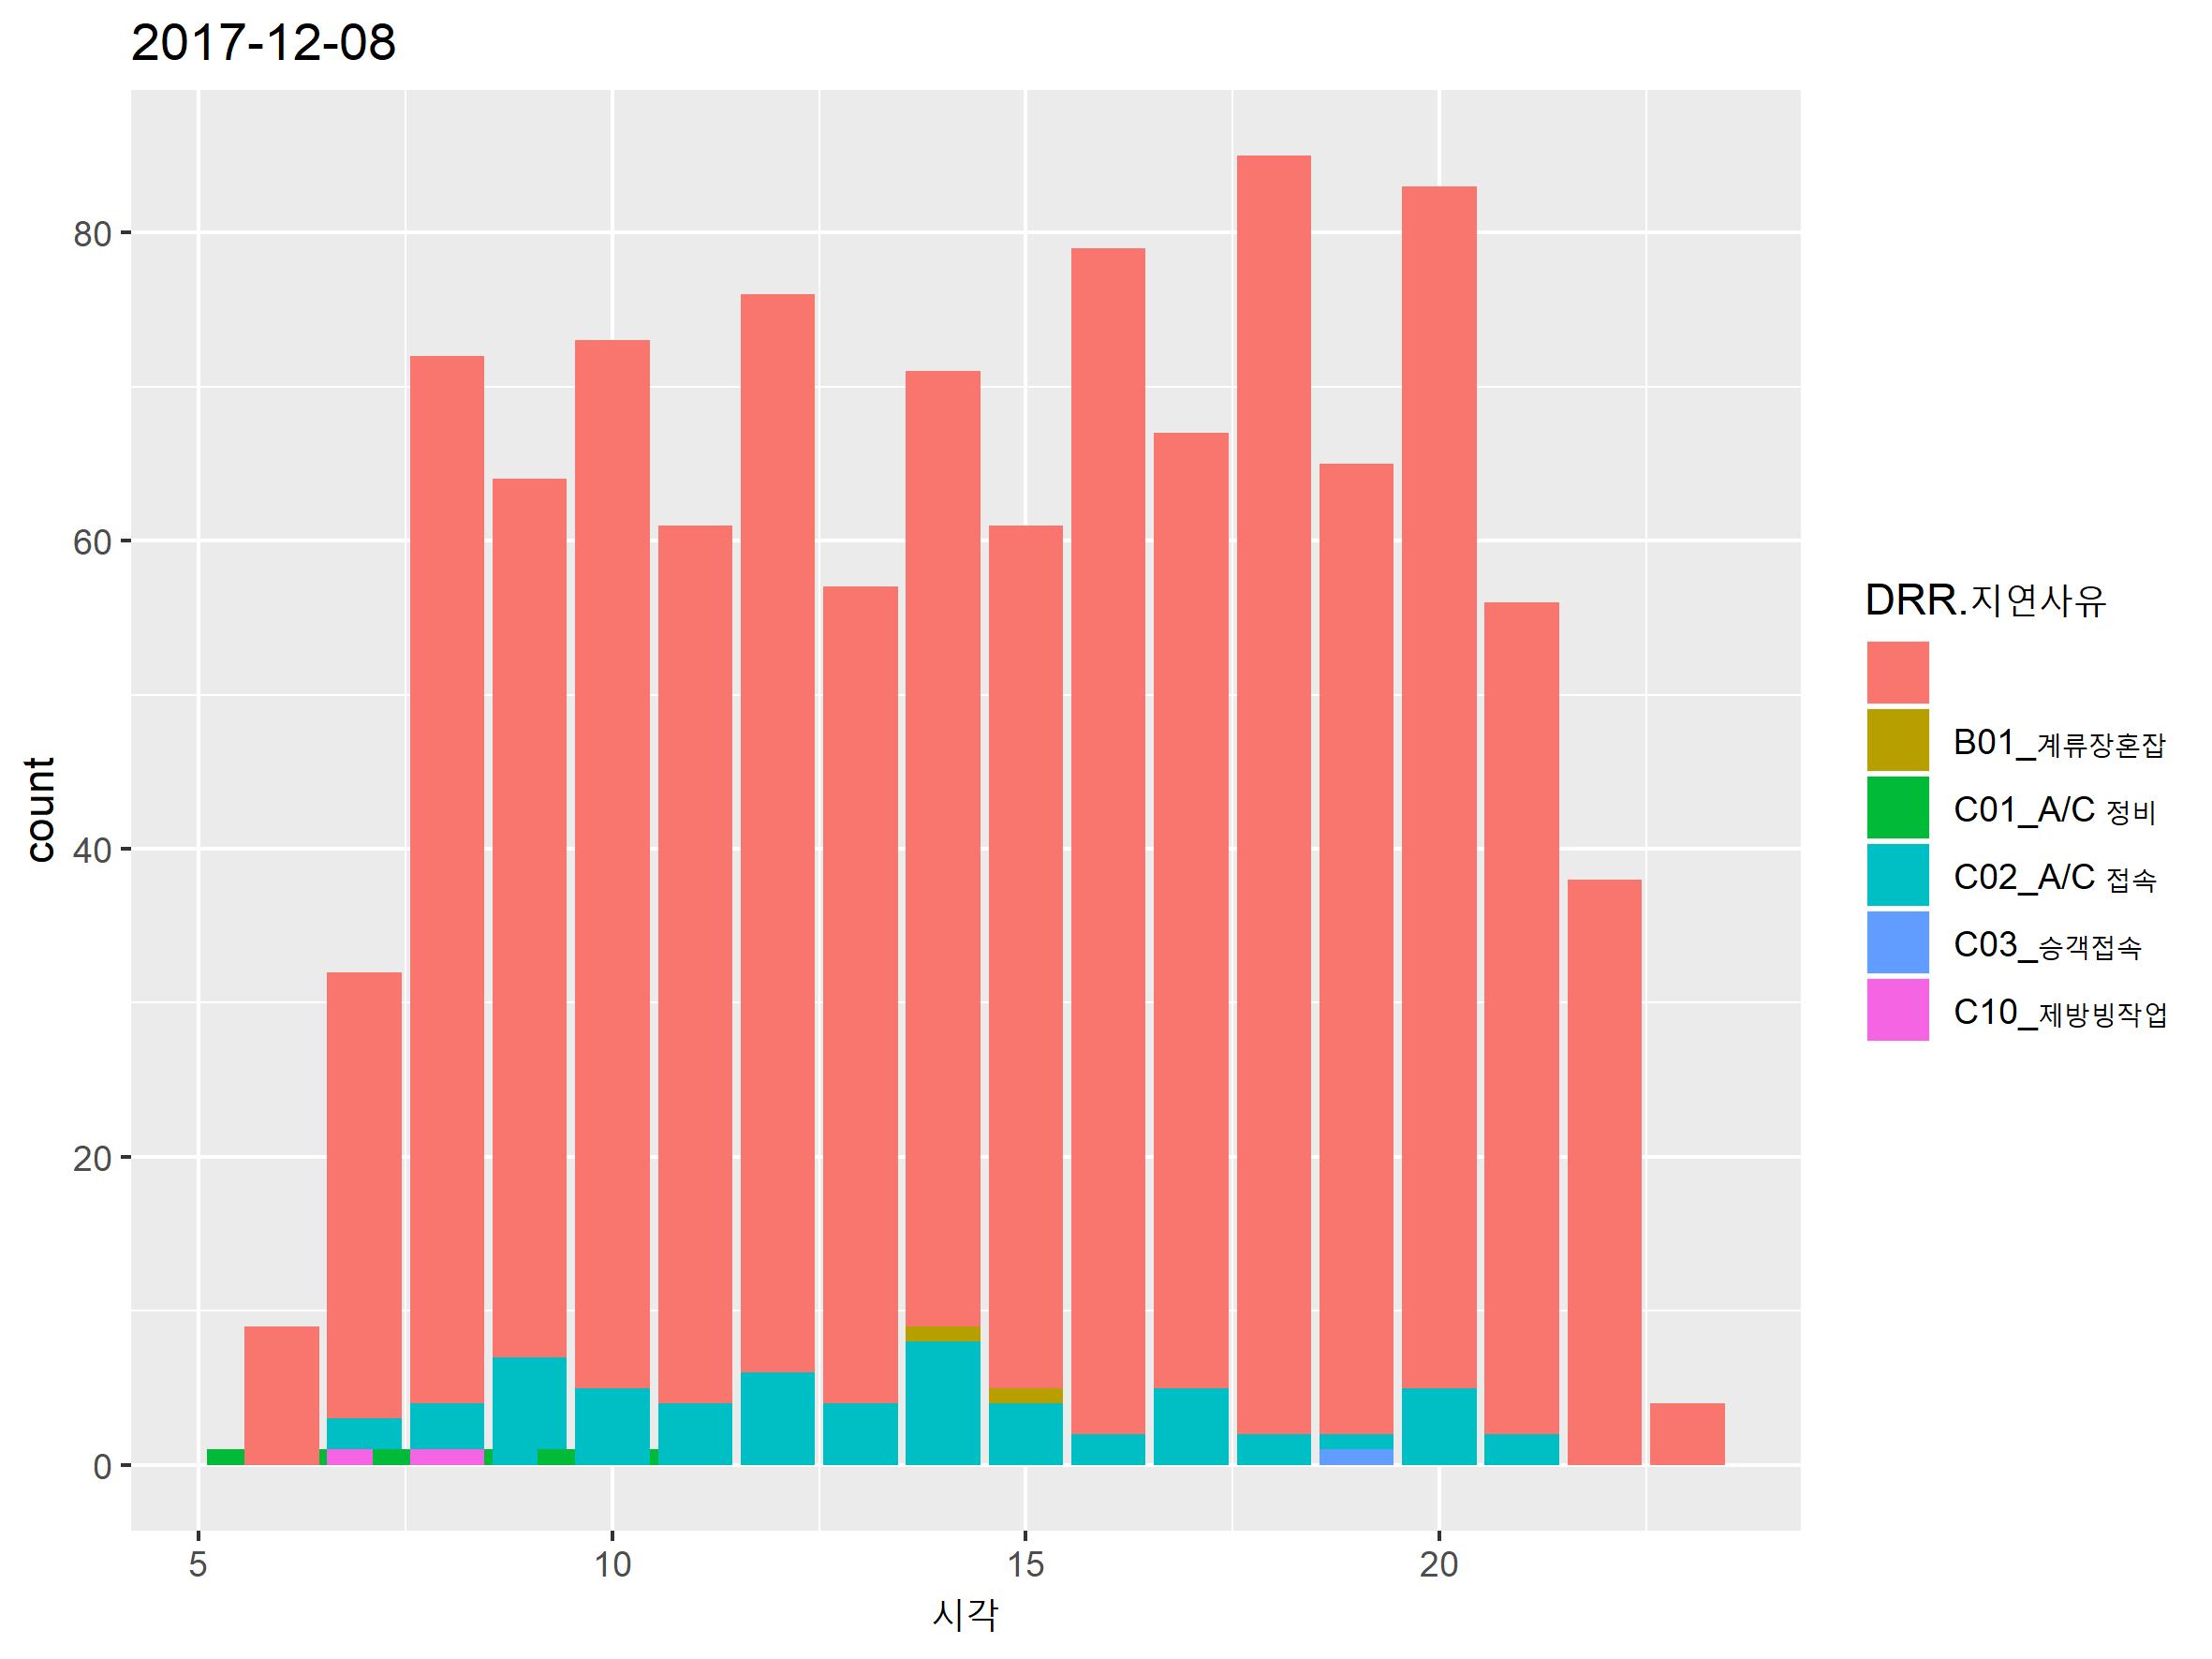 2017-12-08
80
60
40
20
0
count
5 10 15 20
시각
DRR.지연사유
B01_계류장혼잡
C01_A/C 정비
C02_A/C 접속
C03_승객접속
C10_제방빙작업